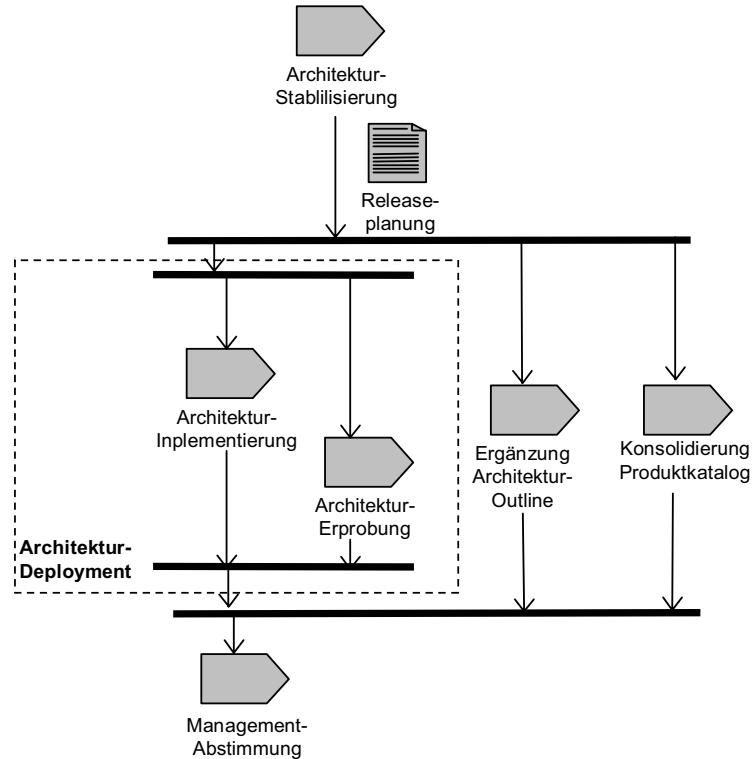 Architektur-
Stablilisierung
Release-
planung
Architektur-
Inplementierung
Architektur-
Erprobung
Ergänzung
Architektur-
Outline
Konsolidierung
Produktkatalog
Architektur-
Deployment
Management-
Abstimmung